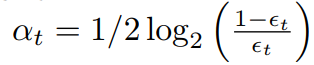 αₜ = 1/2 log₂ ((1−ϵₜ)/ϵₜ)